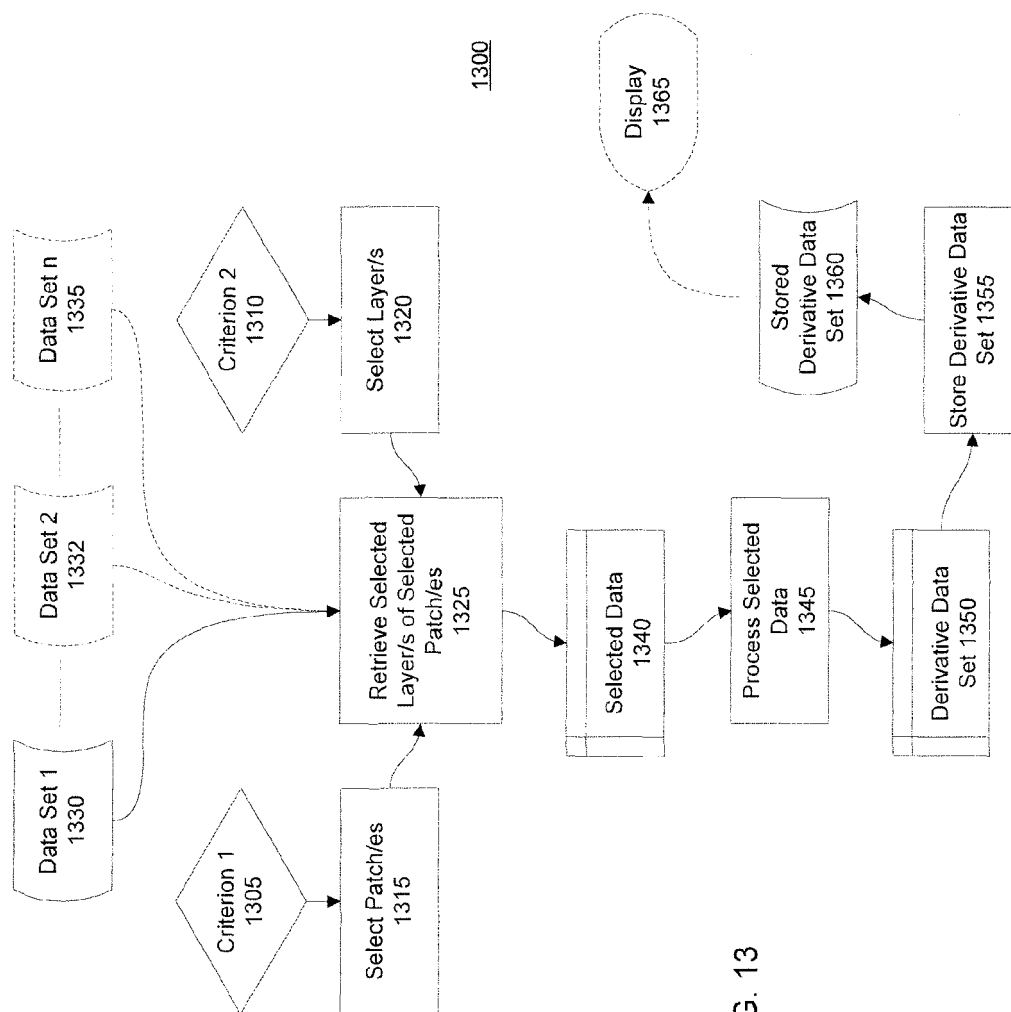 Data Set 1
1330
Data Set 2
1332
Data Set n
1335
Criterion 1
1305
Criterion 2
1310
Select Patch/es
1315
Retrieve Selected
Layer/s of Selected
Patch/es
1325
Select Layer/s
1320
1300
Selected Data
1340
Display
1365
G. 13
Process Selected
Data
1345
Stored
Derivative Data
Set 1360
Derivative Data
Set 1350
Store Derivative Data
Set 1355